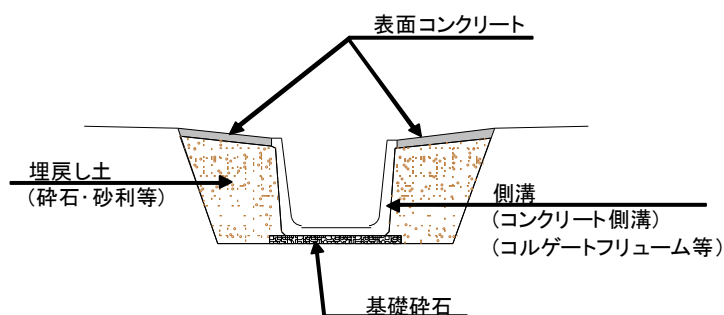 表面コンクリート
埋戻し土
(砕石・砂利等)
側溝
(コンクリート側溝)
(コルゲートフリューム等)
基礎砕石